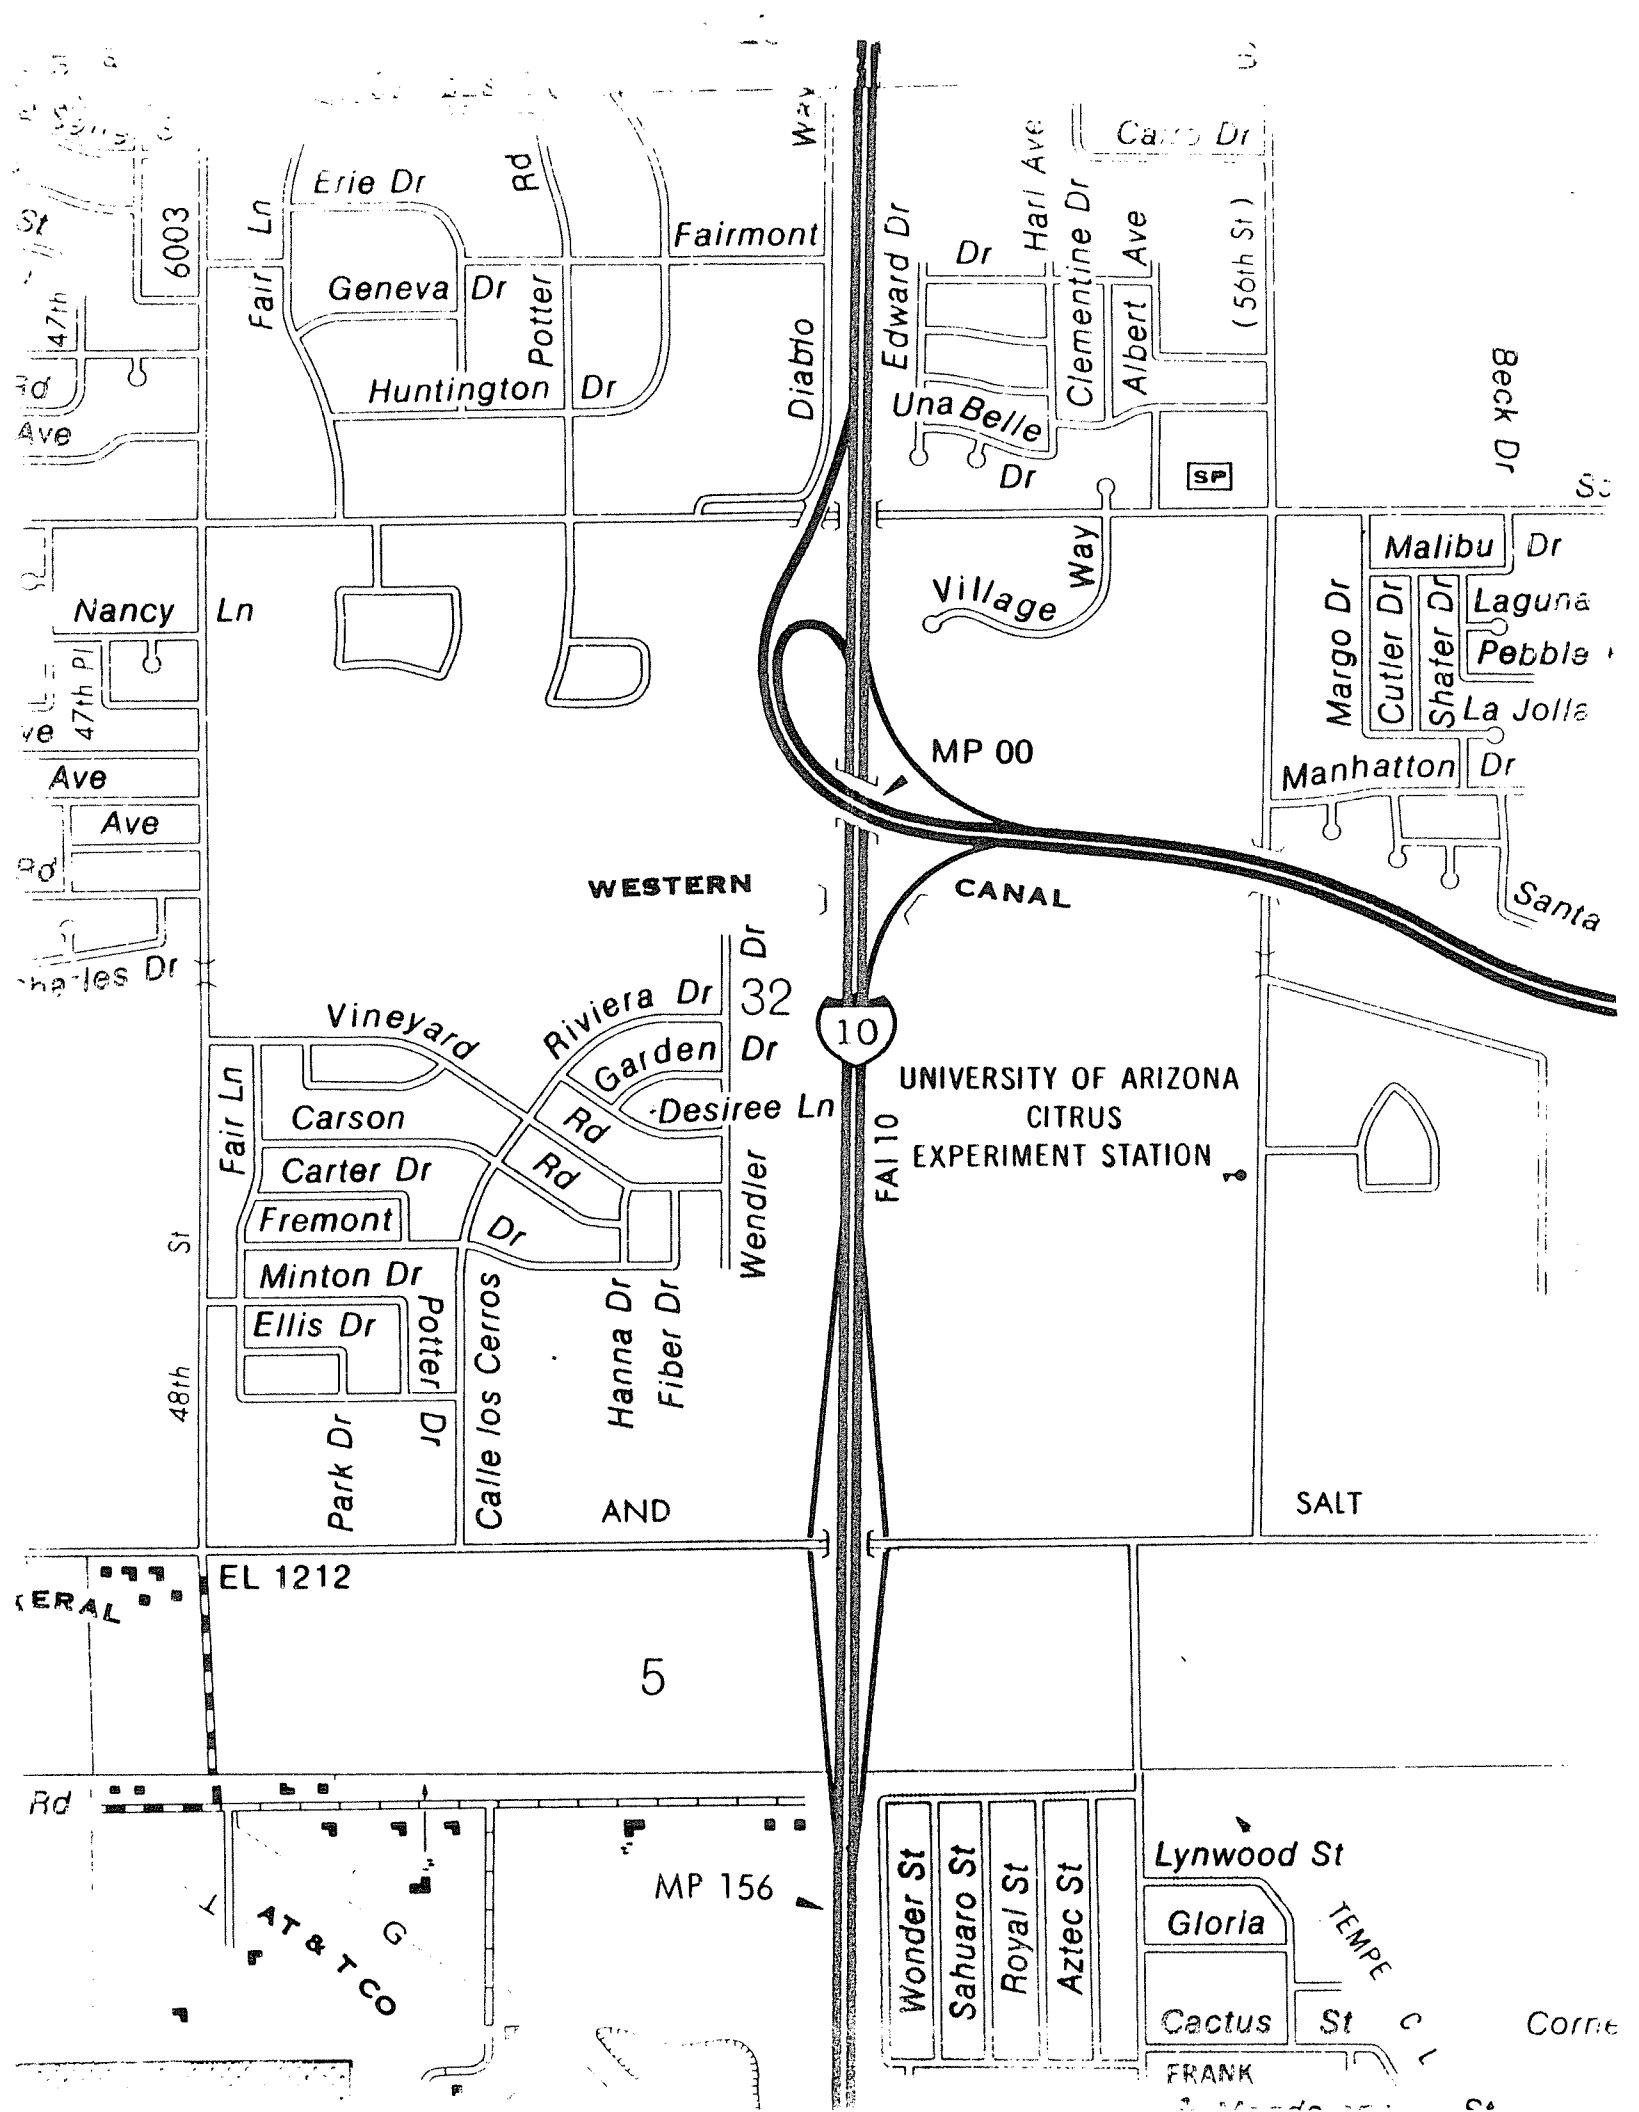 Way
Cairo Dr
Erie Dr
Rd
Hari Ave
St
6003
Fair Ln
Fairmont
Edward Dr
Dr
Clementine Dr
Albert Ave
(56th St)
47th
Geneva Dr
Potter
Diablo
Beck Dr
Rd
Huntington Dr
Una Belle Dr
Ave
SP
Malibu Dr
Nancy Ln
Village Way
Margo Dr
Cutler Dr
Shafer Dr
Laguna
Pebble
47th Pl
La Jolla
MP 00
Manhatton Dr
Ave
Ave
Rd
WESTERN
CANAL
Santa
Charles Dr
Dr
Riviera Dr
32
Vineyard Rd
10
Garden Dr
UNIVERSITY OF ARIZONA
CITRUS
EXPERIMENT STATION
Fair Ln
Desiree Ln
Carson Rd
FAI 10
Carter Dr
Wendler
Fremont Dr
St
Minton Dr
Ellis Dr
Potter Dr
Calle los Cerros
Hanna Dr
Fiber Dr
48th
Park Dr
AND
SALT
EL 1212
ERAL
5
Rd
MP 156
Wonder St
Sahuaro St
Royal St
Aztec St
Lynwood St
AT & T CO
G
Gloria
TEMPE
Cactus St
C L
Corne
FRANK
St